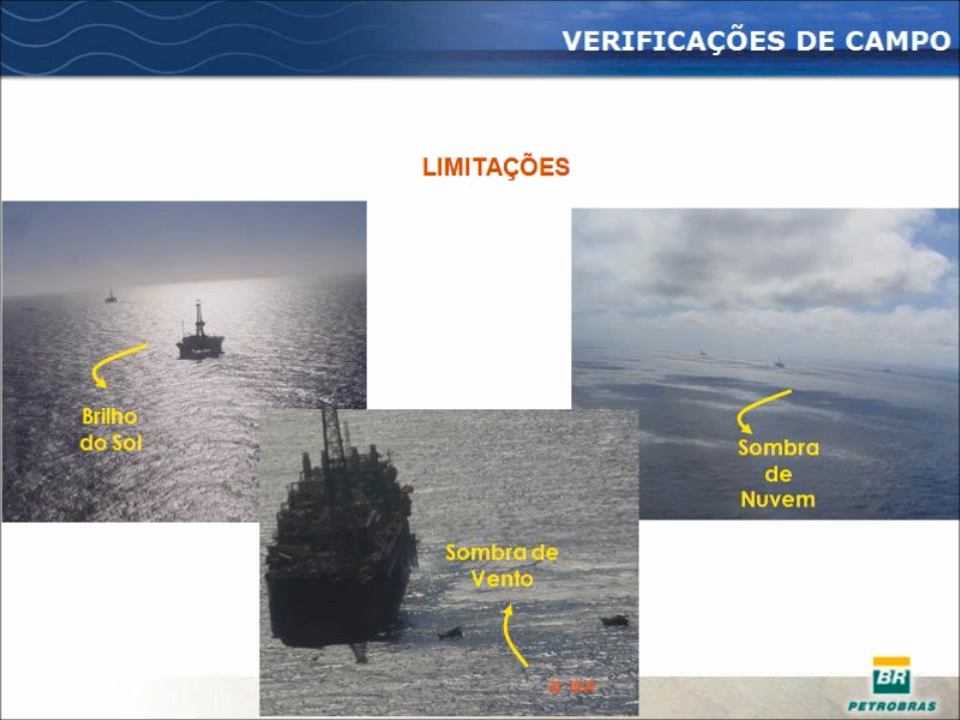 VERIFICAÇÕES DE CAMPO
LIMITAÇÕES
Brilho
do Sol
Sombra
de
Nuvem
Sombra de
Vento
BR
PETROBRAS